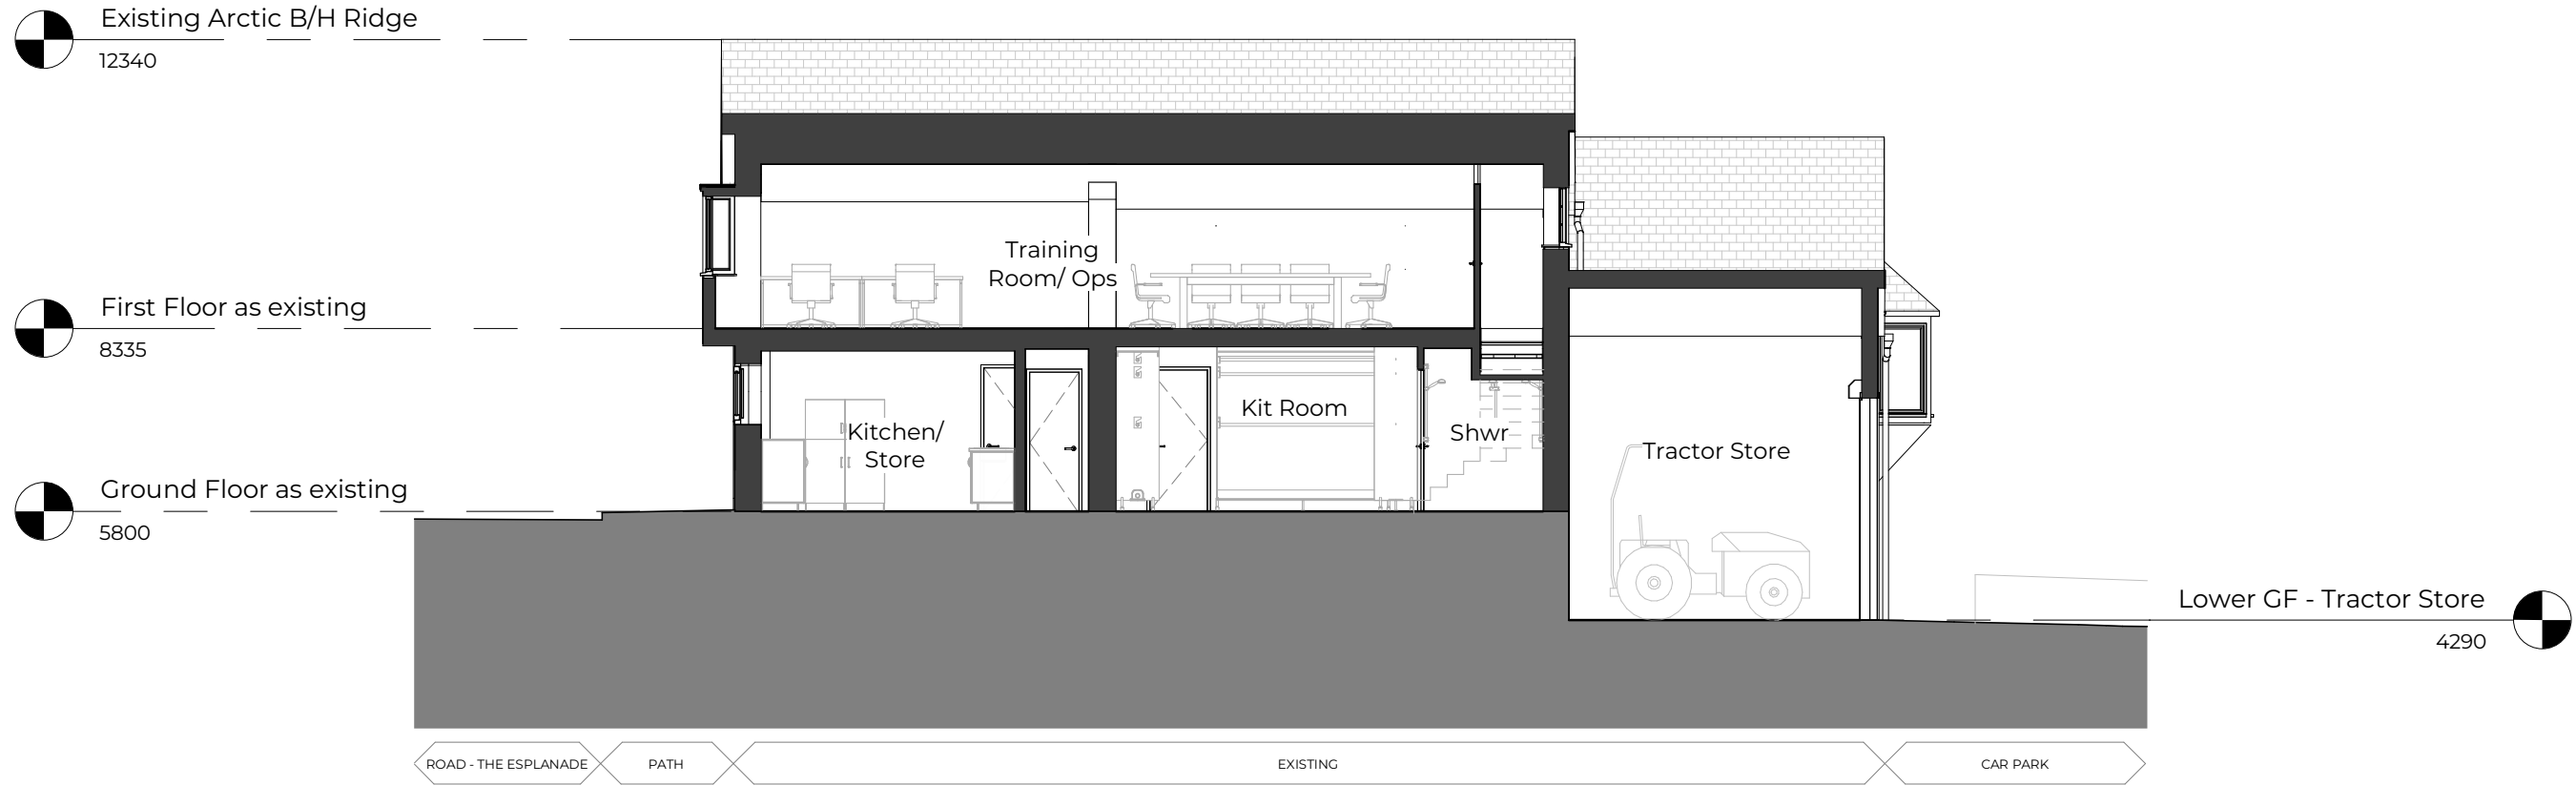 Existing Arctic B/H Ridge
12340
Training
Room/ Ops
First Floor as existing
8335
Kitchen/
Store
Kit Room
Shwr
Tractor Store
Ground Floor as existing
5800
Lower GF - Tractor Store
4290
ROAD - THE ESPLANADE
PATH
EXISTING
CAR PARK